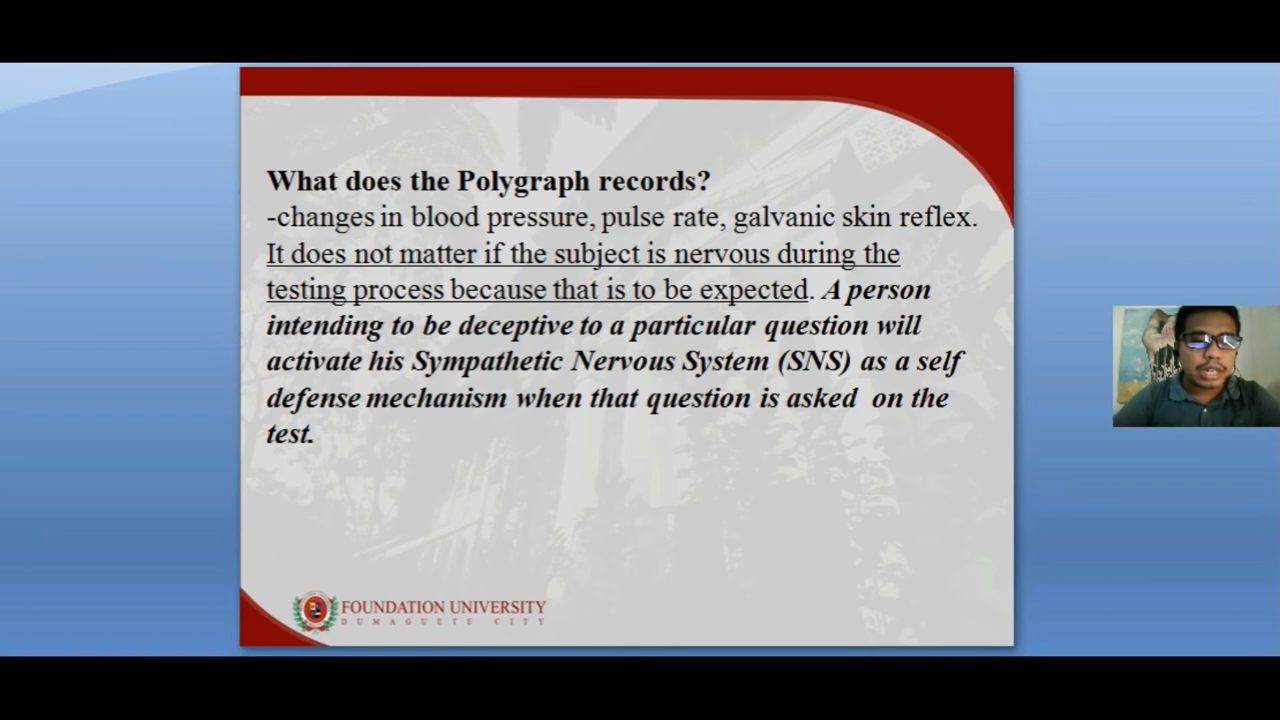 What does the Polygraph records?
-changes in blood pressure, pulse rate, galvanic skin reflex.
It does not matter if the subject is nervous during the
testing process because that is to be expected. A person
intending to be deceptive to a particular question will
activate his Sympathetic Nervous System (SNS) as a self
defense mechanism when that question is asked on the
test.
FOUNDATION UNIVERSITY
DUMAGUETE CITY